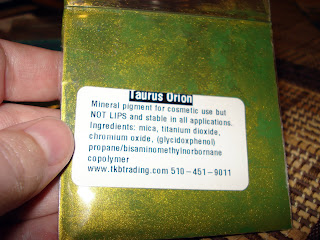 Taurus Orion
Mineral pigment for cosmetic use but
NOT LIPS and stable in all applications.
Ingredients: mica, titanium dioxide,
chromium oxide, (glycidoxphenol)
propane/bisaminomethylnorbornane
copolymer
www.tkbtrading.com 510-451-9011